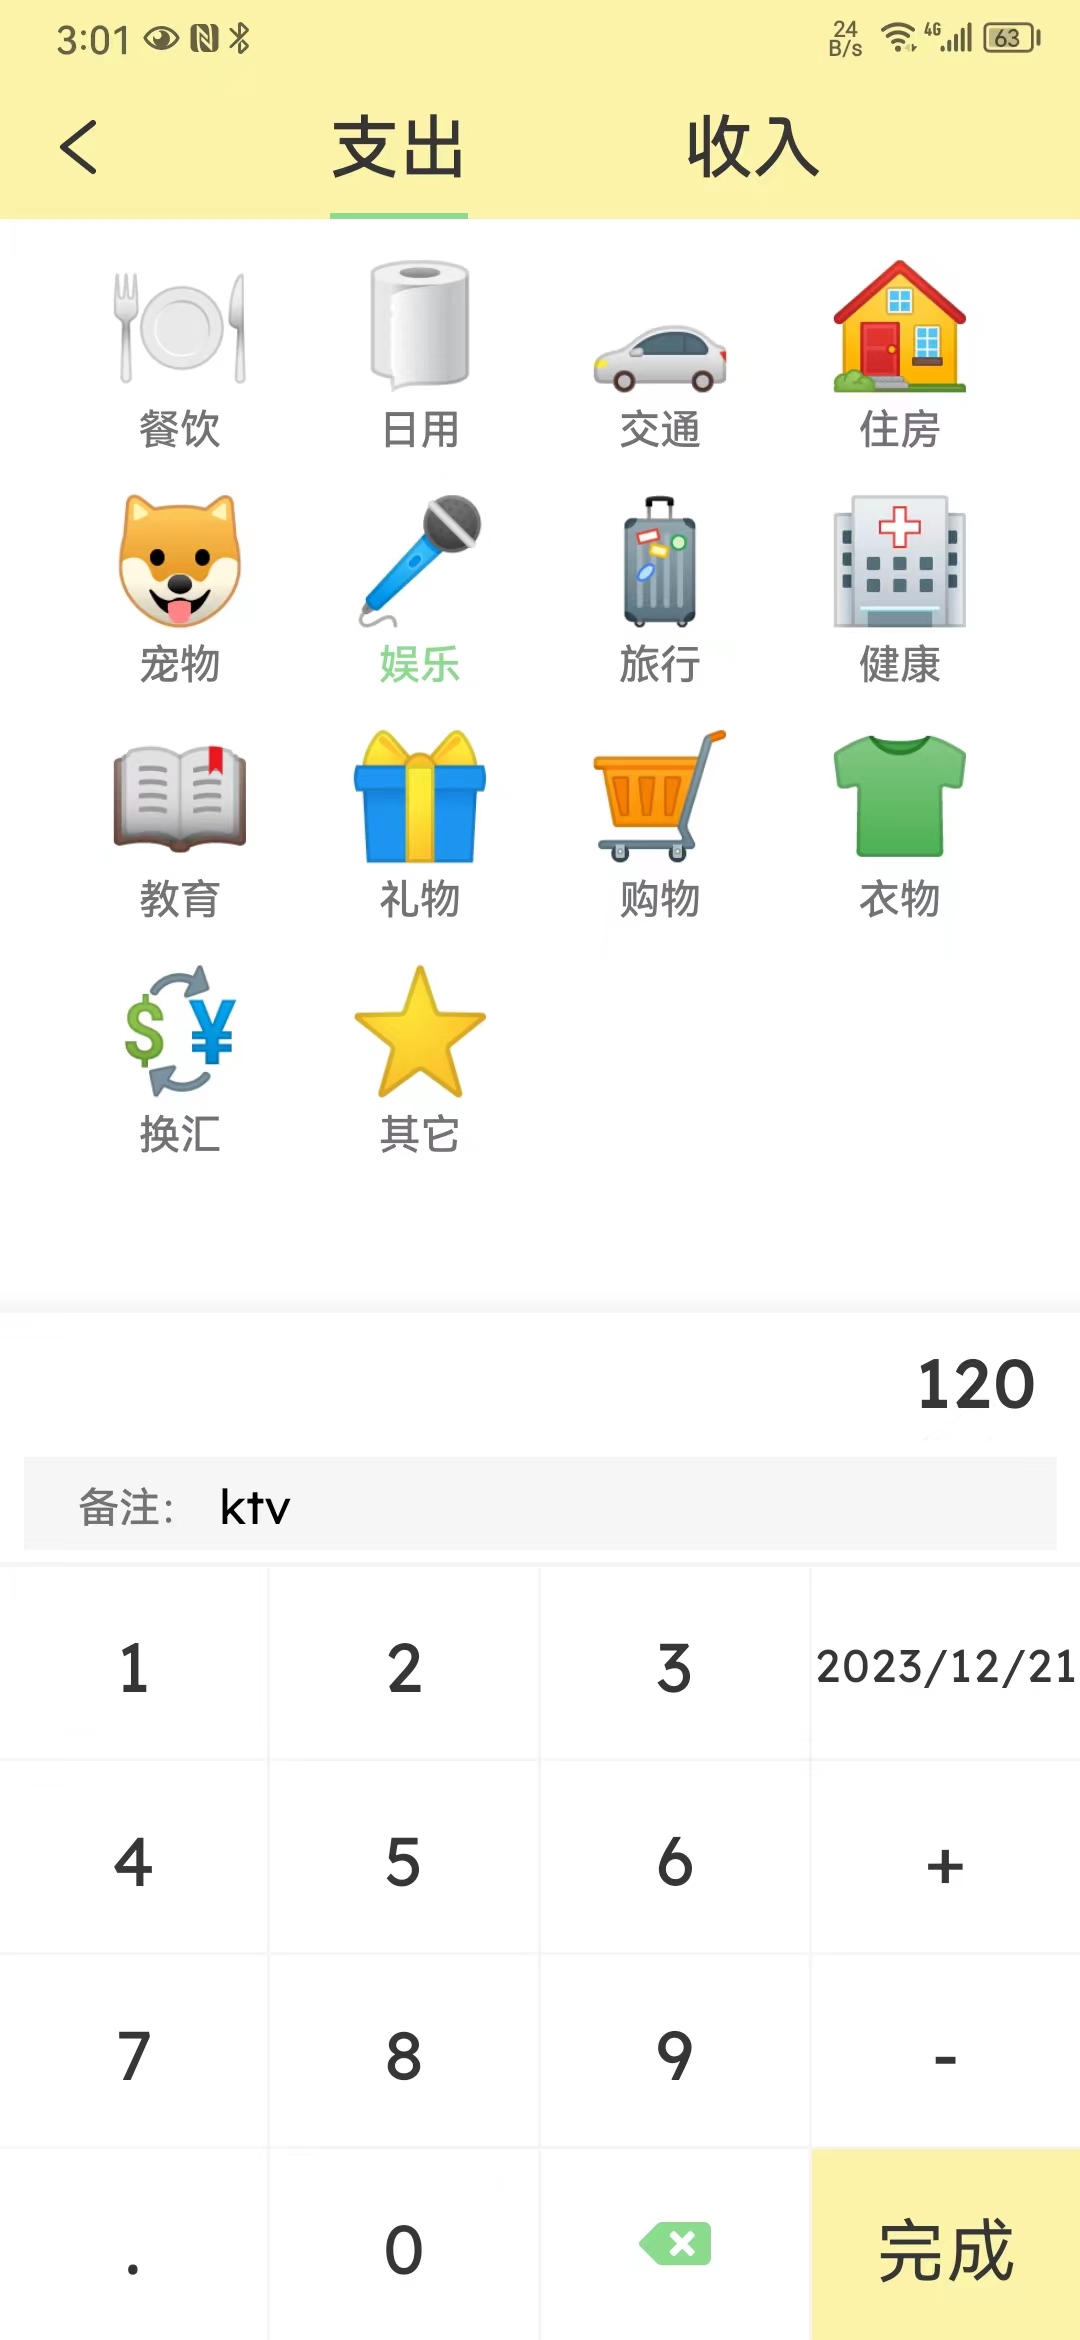 3:01 24 B/s 4G 63
支出 收入
餐饮 日用 交通 住房
宠物 娱乐 旅行 健康
教育 礼物 购物 衣物
$ ¥
换汇 其它
120
备注: ktv
1 2 3 2023/12/21
4 5 6 +
7 8 9 -
. 0 完成